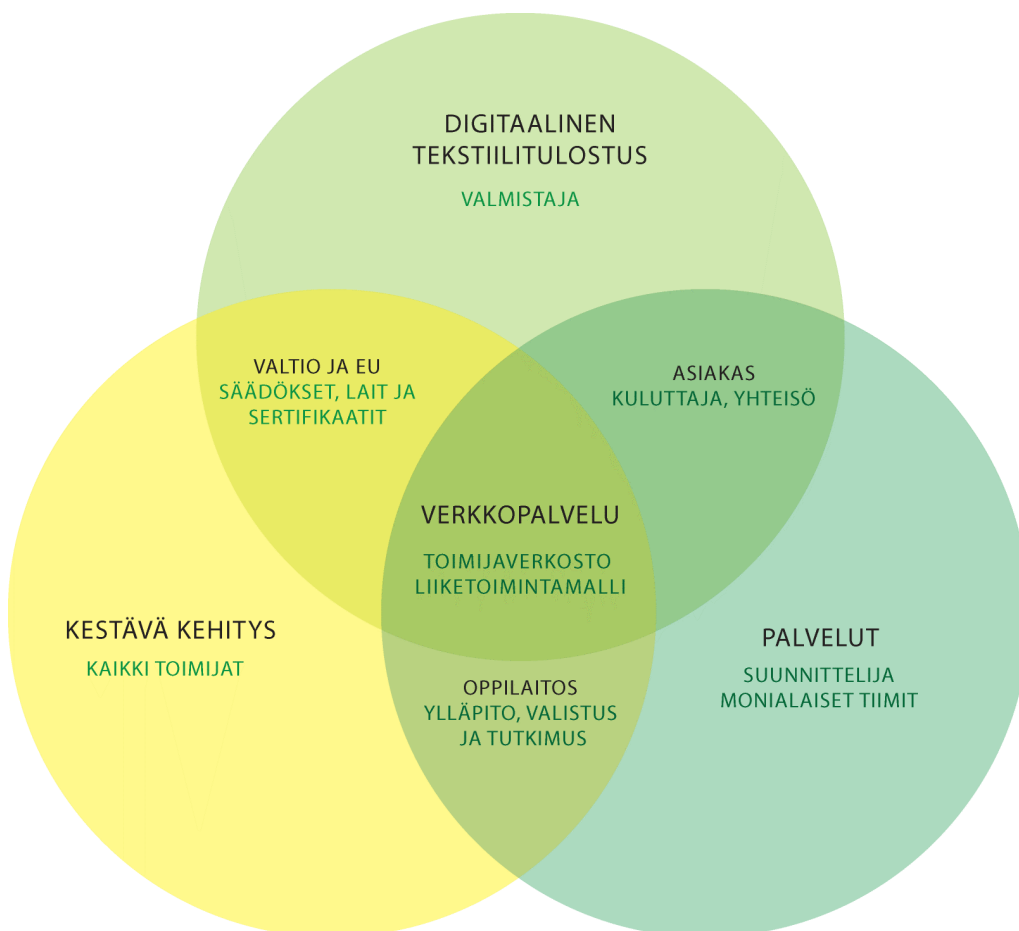 DIGITAALINEN
TEKSTIILITULOSTUS
VALMISTAJA
VALTIO JA EU
SÄÄDÖKSET, LAIT JA
SERTIFIKAATIT
ASIAKAS
KULUTTAJA, YHTEISÖ
VERKKOPALVELU
TOIMIJAVERKOSTO
LIIKETOIMINTAMALLI
KESTÄVÄ KEHITYS
KAIKKI TOIMIJAT
PALVELUT
SUUNNITTELIJA
MONIALAISET TIIMIT
OPPILAITOS
YLLÄPITO, VALISTUS
JA TUTKIMUS